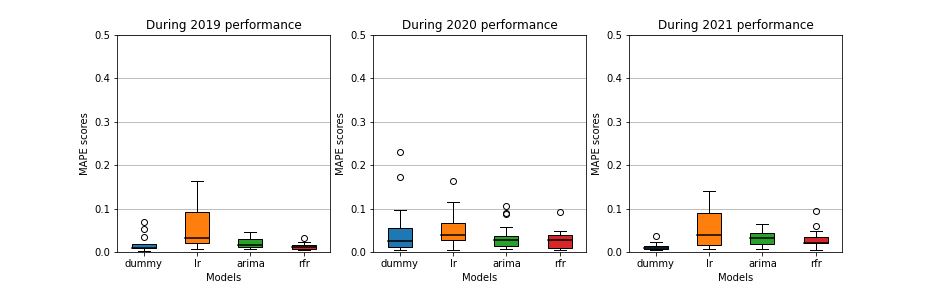 During 2019 performance
0.5
0.4
0.3
0.2
0.1
0.0
MAPE scores
dummy lr arima rfr
Models
During 2020 performance
0.5
0.4
0.3
0.2
0.1
0.0
MAPE scores
dummy lr arima rfr
Models
During 2021 performance
0.5
0.4
0.3
0.2
0.1
0.0
MAPE scores
dummy lr arima rfr
Models